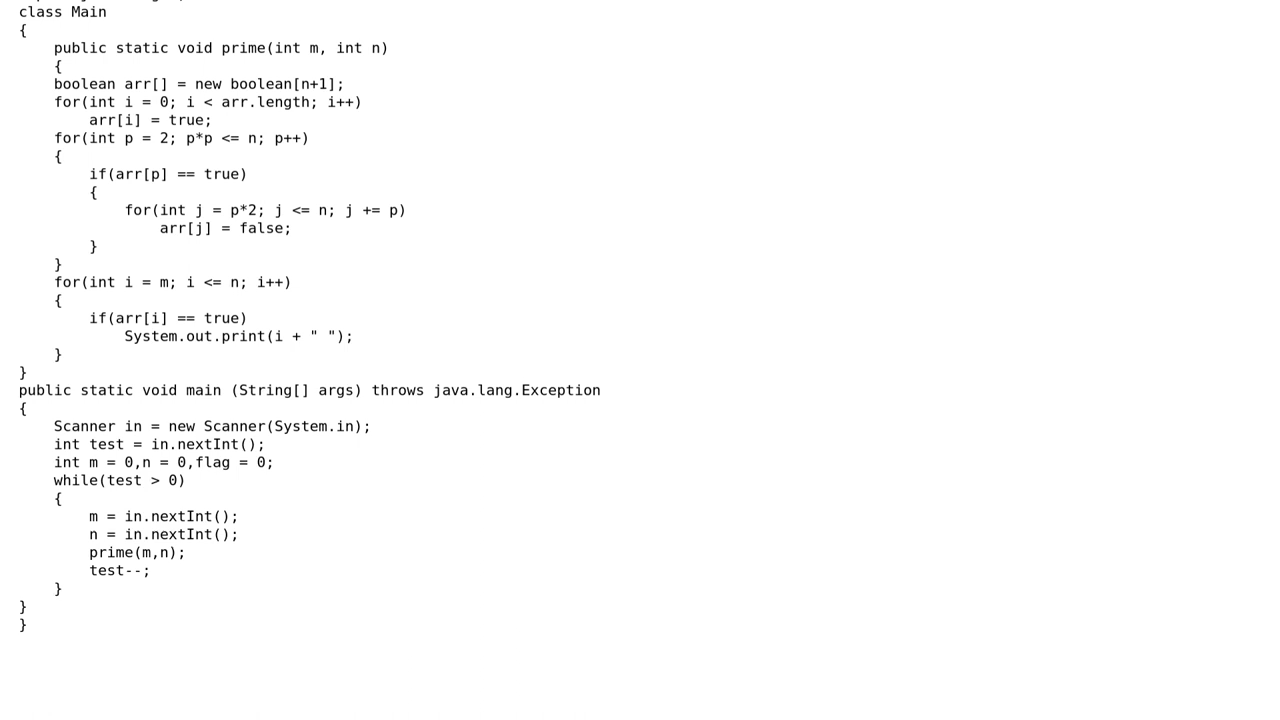 class Main
{
    public static void prime(int m, int n)
    {
    boolean arr[] = new boolean[n+1];
    for(int i = 0; i < arr.length; i++)
        arr[i] = true;
    for(int p = 2; p*p <= n; p++)
    {
        if(arr[p] == true)
        {
            for(int j = p*2; j <= n; j += p)
                arr[j] = false;
        }
    }
    for(int i = m; i <= n; i++)
    {
        if(arr[i] == true)
            System.out.print(i + " ");
    }
}
public static void main (String[] args) throws java.lang.Exception
{
    Scanner in = new Scanner(System.in);
    int test = in.nextInt();
    int m = 0,n = 0,flag = 0;
    while(test > 0)
    {
        m = in.nextInt();
        n = in.nextInt();
        prime(m,n);
        test--;
    }
}
}